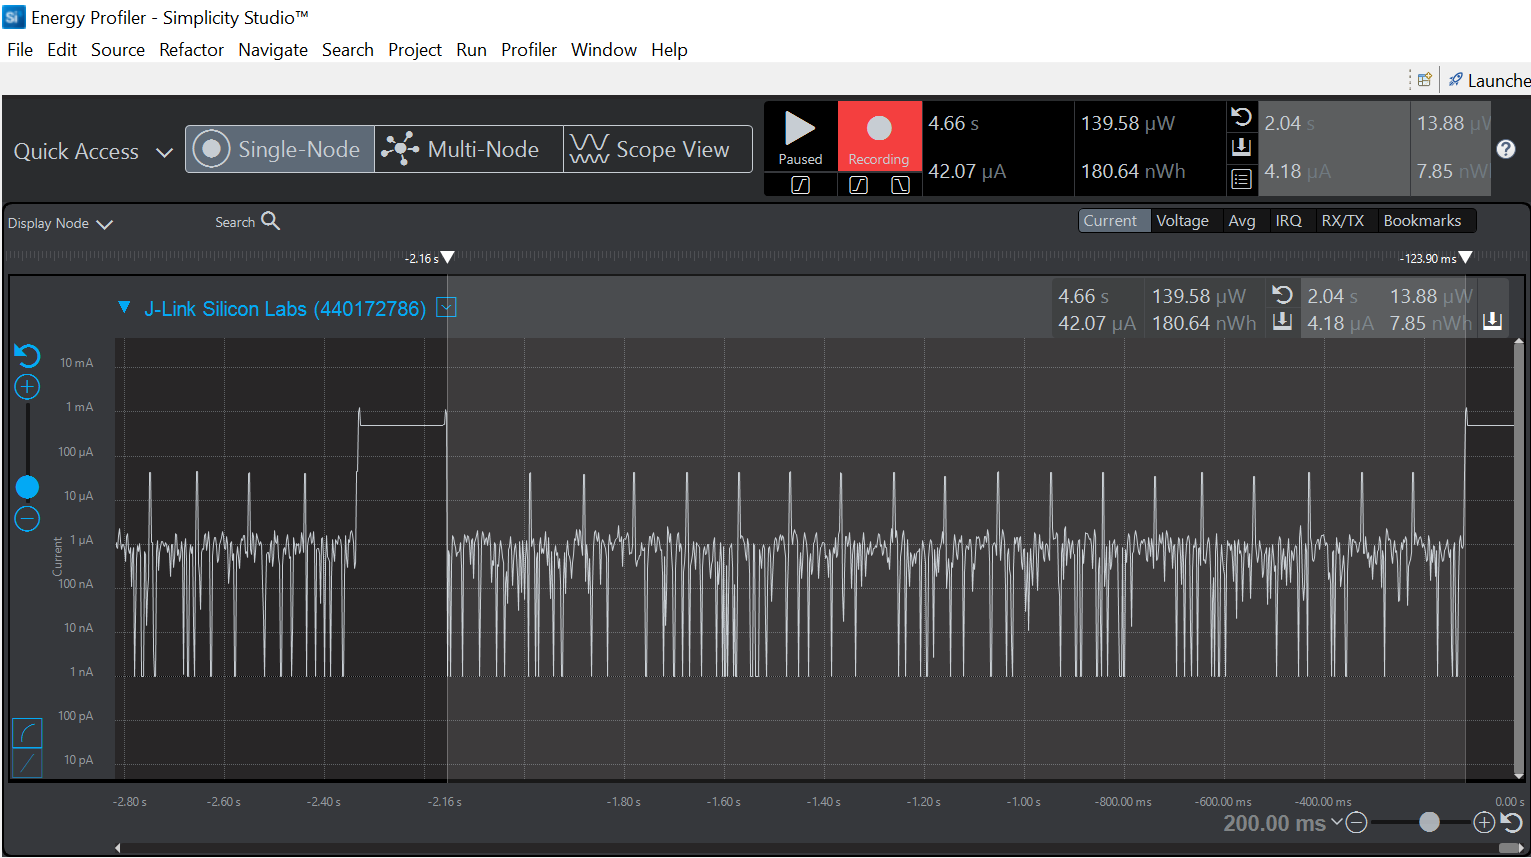 Si Energy Profiler - Simplicity Studio™
File Edit Source Refactor Navigate Search Project Run Profiler Window Help
Launche
Quick Access Single-Node Multi-Node Scope View
Paused Recording
4.66 s 139.58 µW 2.04 s 13.88 µW
42.07 µA 180.64 nWh 4.18 µA 7.85 nW
?
Display Node Search Current Voltage Avg IRQ RX/TX Bookmarks
-2.16 s -123.90 ms
J-Link Silicon Labs (440172786)
4.66 s 139.58 µW 2.04 s 13.88 µW
42.07 µA 180.64 nWh 4.18 µA 7.85 nWh
10 mA
1 mA
100 µA
10 µA
1 µA
100 nA
10 nA
1 nA
100 pA
10 pA
Current
-2.80 s -2.60 s -2.40 s -2.16 s -1.80 s -1.60 s -1.40 s -1.20 s -1.00 s -800.00 ms -600.00 ms -400.00 ms 0.00 s
200.00 ms